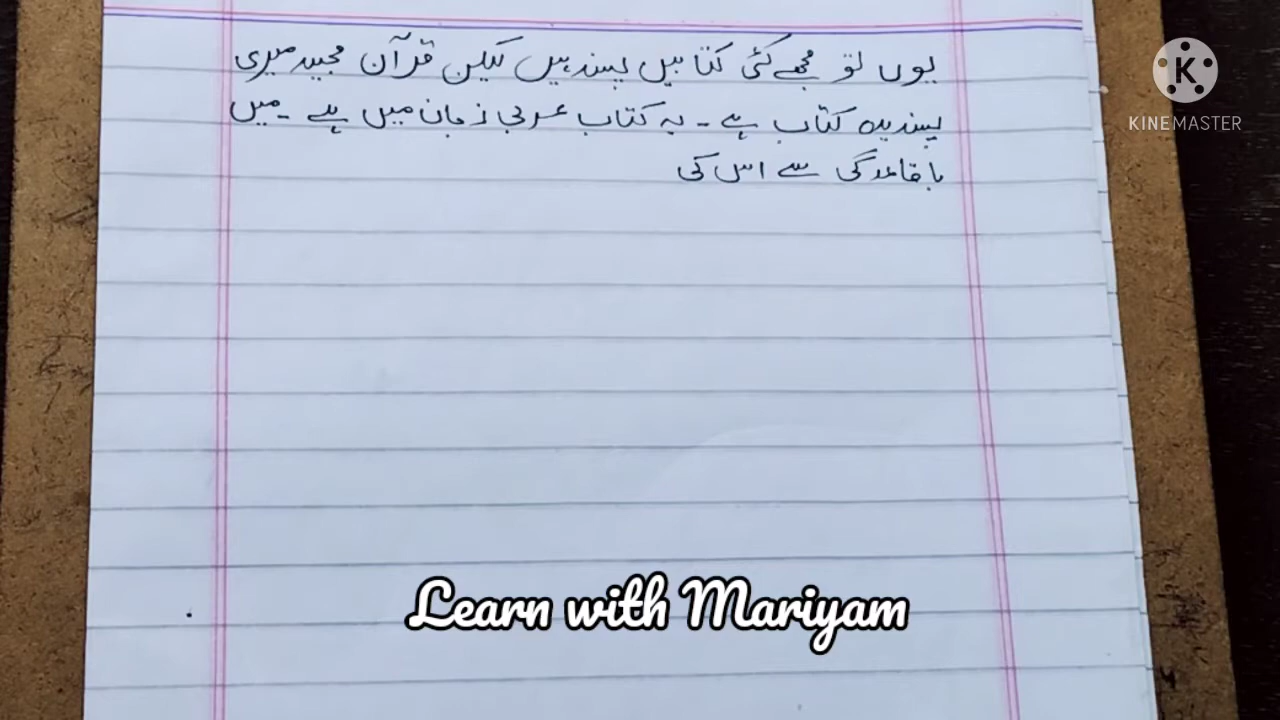 یوں تو مجھے کئی کتابیں پسند ہیں لیکن قرآن مجید میری
پسندیدہ کتاب ہے ۔ یہ کتاب عربی زبان میں ہے ۔ میں
باقاعدگی سے اس کی
K
KINEMASTER
Learn with Mariyam